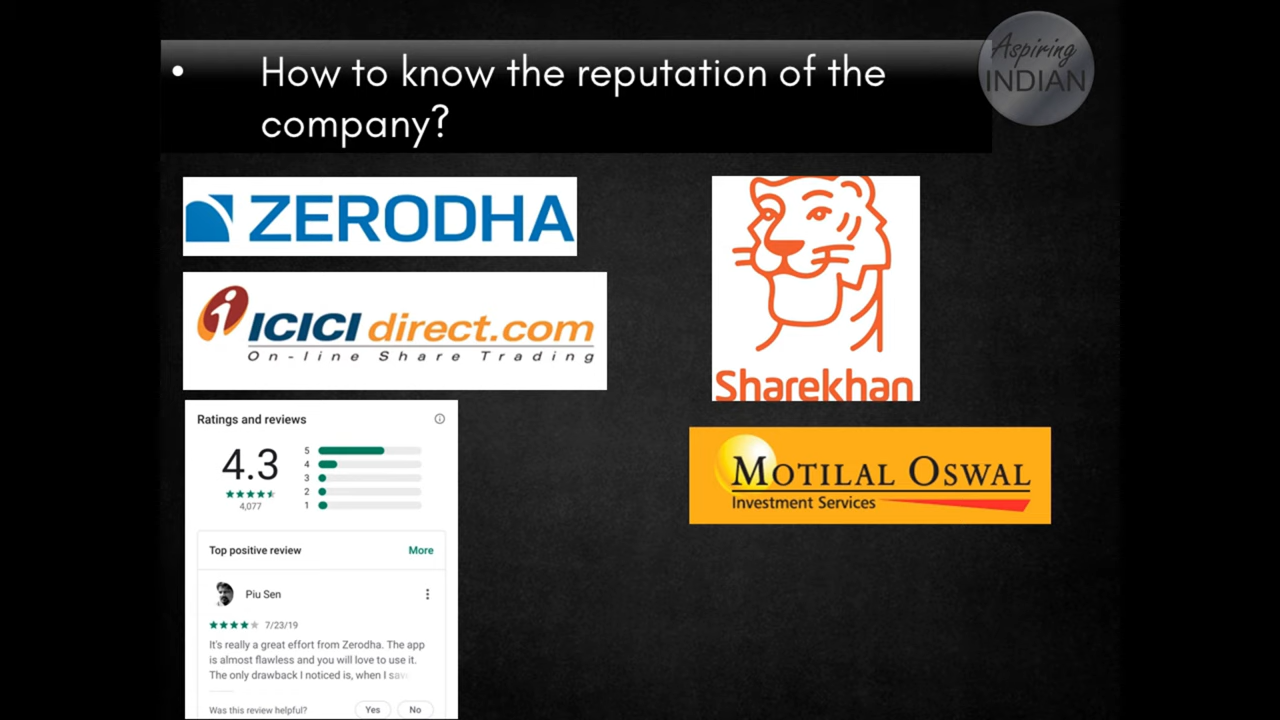 • How to know the reputation of the
company?
Aspiring
INDIAN
ZERODHA
i ICICI direct.com
On-line Share Trading
Sharekhan
MOTILAL OSWAL
Investment Services
Ratings and reviews
4.3
4,077
5
4
3
2
1
Top positive review More
Piu Sen
7/23/19
It's really a great effort from Zerodha. The app
is almost flawless and you will love to use it.
The only drawback I noticed is, when I sav
Was this review helpful? Yes No